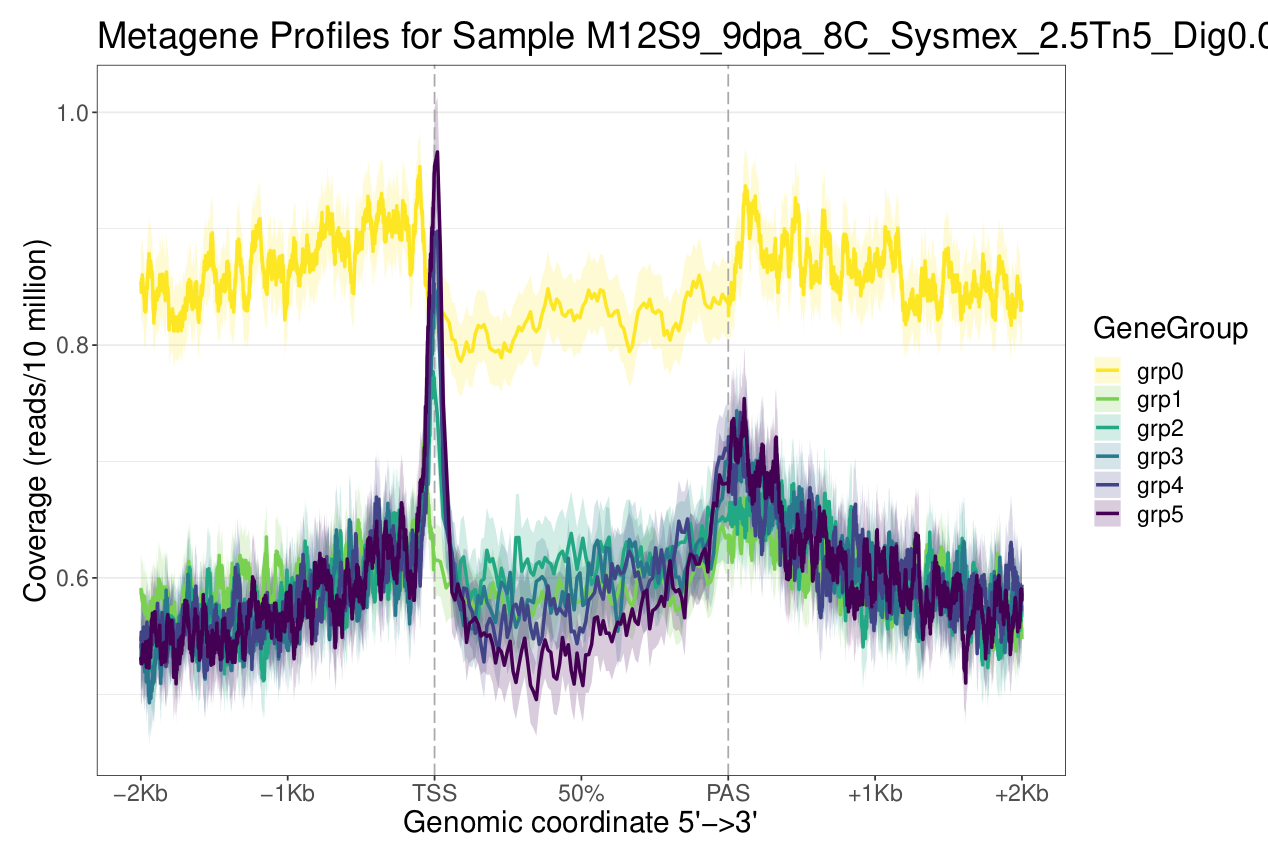 Metagene Profiles for Sample M12S9_9dpa_8C_Sysmex_2.5Tn5_Dig0.0
Coverage (reads/10 million)
1.0
0.8
0.6
−2Kb
−1Kb
TSS
50%
PAS
+1Kb
+2Kb
Genomic coordinate 5'−>3'
GeneGroup
grp0
grp1
grp2
grp3
grp4
grp5